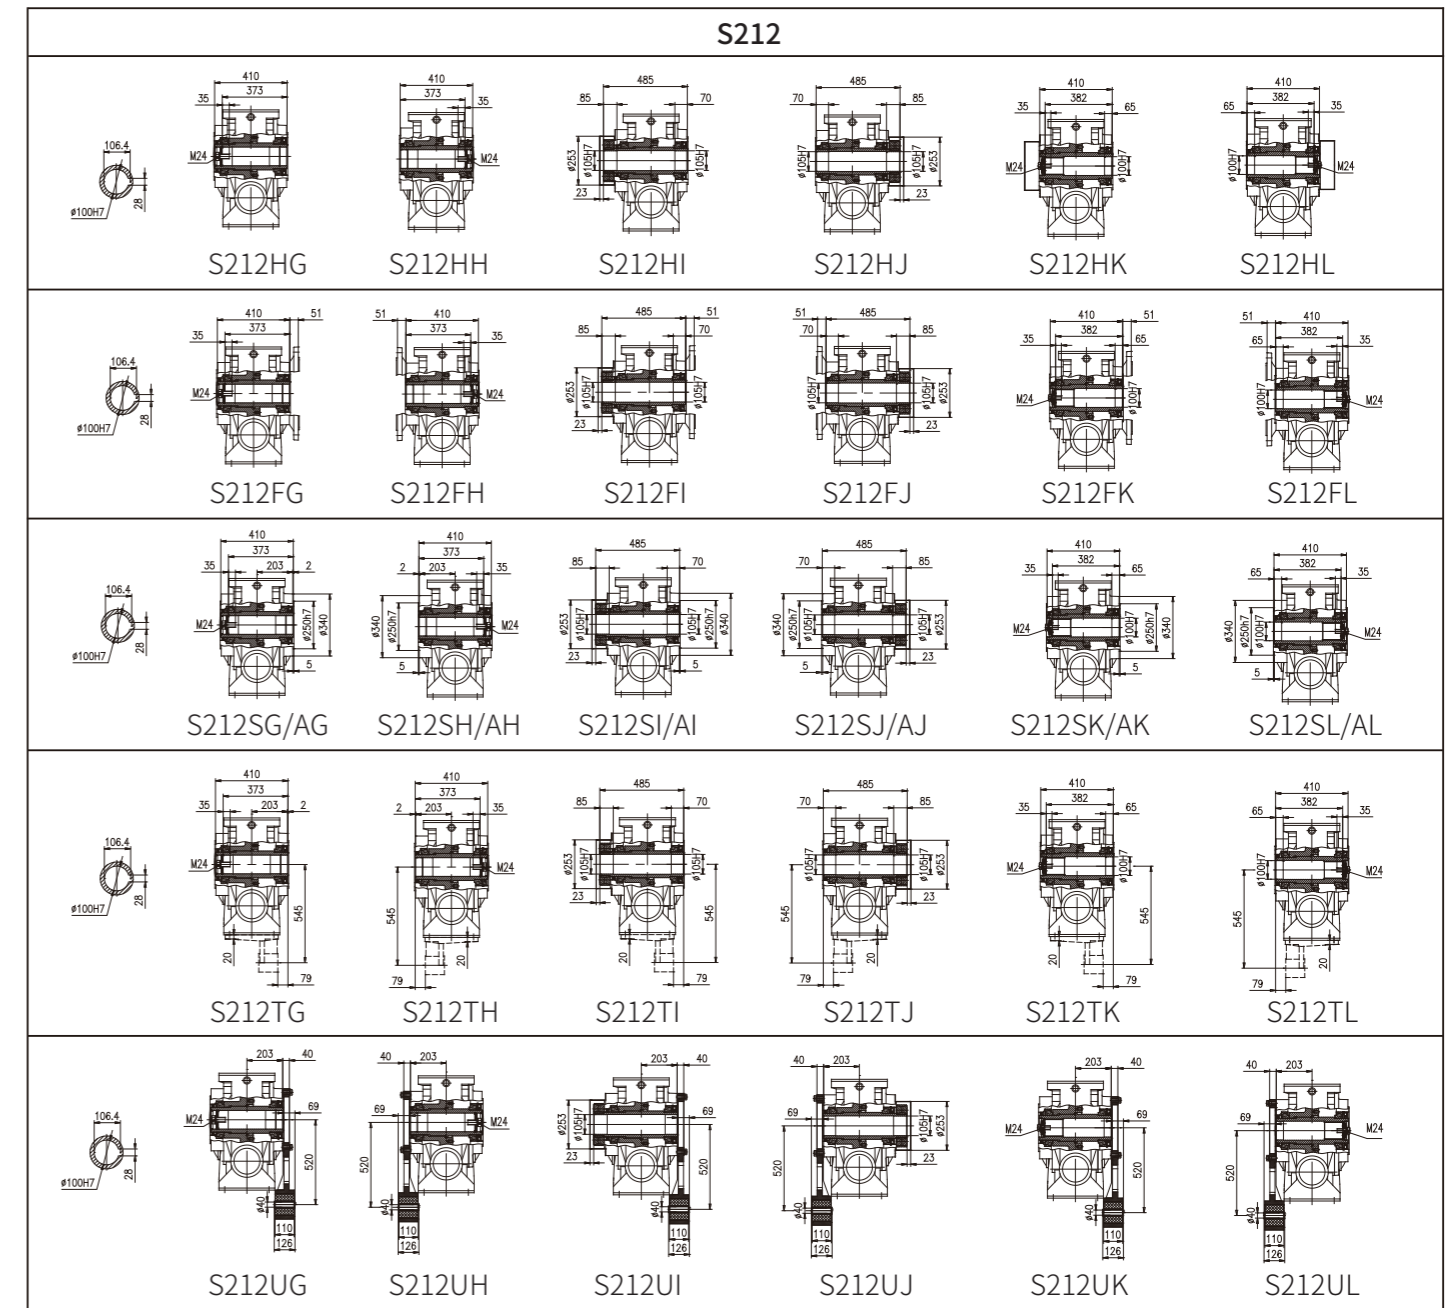 S212
410 410 485 485 410 410
373 373 85 70 70 85 382 382
35 35 35 65 65 35
106.4 M24 M24 ø253 ø105H7 ø105H7 ø105H7 ø105H7 ø253 M24 ø100H7 ø100H7 M24
ø100H7 28 23 23
S212HG S212HH S212HI S212HJ S212HK S212HL
410 51 51 410 485 51 51 485 410 51 51 410
373 373 85 70 70 85 382 382
35 35 35 65 65 35
106.4 M24 M24 ø253 ø105H7 ø105H7 ø105H7 ø105H7 ø253 M24 ø100H7 ø100H7 M24
ø100H7 28 23 23
S212FG S212FH S212FI S212FJ S212FK S212FL
410 410 485 485 410 410
373 373 85 70 70 85 382 382
35 203 2 2 203 35 35 65 65 35
106.4 M24 ø250h7 ø340 ø340 ø250h7 M24 ø253 ø105H7 ø105H7 ø250h7 ø340 ø340 ø250h7 ø105H7 ø105H7 ø253 M24 ø100H7 ø250h7 ø340 ø340 ø250h7 ø100H7 M24
ø100H7 28 5 5 23 5 5 23 5 5
S212SG/AG S212SH/AH S212SI/AI S212SJ/AJ S212SK/AK S212SL/AL
410 410 485 485 410 410
373 373 85 70 70 85 382 382
35 203 2 2 203 35 35 65 65 35
106.4 M24 M24 ø253 ø105H7 ø105H7 ø105H7 ø105H7 ø253 M24 ø100H7 ø100H7 M24
ø100H7 28 23 23
545 545 545 545 545 545
20 20 20 20 20 20
79 79 79 79 79 79
S212TG S212TH S212TI S212TJ S212TK S212TL
203 40 40 203 203 40 40 203 203 40 40 203
106.4 M24 69 69 M24 ø253 ø105H7 69 69 ø105H7 ø253 M24 69 69 M24
ø100H7 28 23 23
520 520 520 520 520 520
ø40 ø40 ø40 ø40 ø40 ø40
110 110 110 110 110 110
126 126 126 126 126 126
S212UG S212UH S212UI S212UJ S212UK S212UL